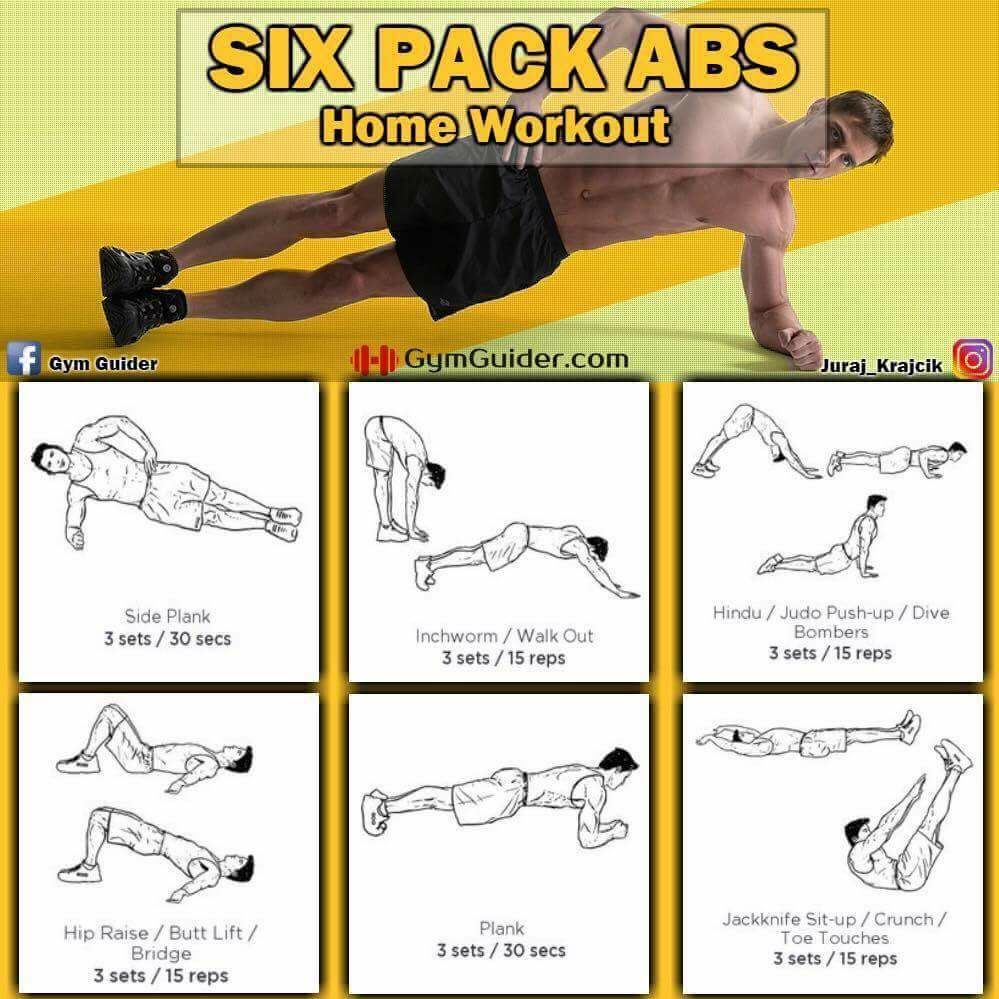 SIX PACK ABS
Home Workout
Gym Guider
GymGuider.com
Juraj_Krajcik
Side Plank
3 sets / 30 secs
Inchworm / Walk Out
3 sets / 15 reps
Hindu / Judo Push-up / Dive
Bombers
3 sets / 15 reps
Hip Raise / Butt Lift /
Bridge
3 sets / 15 reps
Plank
3 sets / 30 secs
Jackknife Sit-up / Crunch /
Toe Touches
3 sets / 15 reps